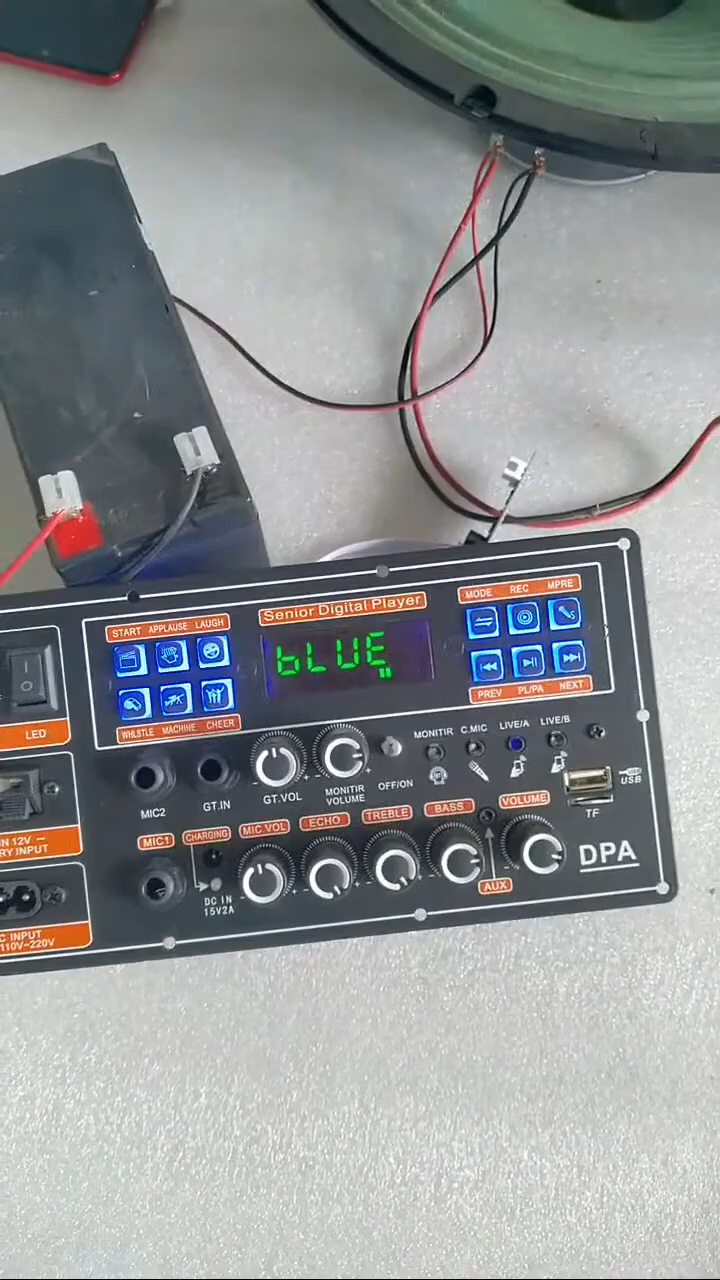 START APPLAUSE LAUGH
Senior Digital Player
MODE REC MPRE
bLUE
WHLSTLE MACHINE CHEER
PREV PL/PA NEXT
LED
MIC2
GT.IN
GT.VOL
MONITIR
VOLUME
OFF/ON
MONITIR C.MIC LIVE/A LIVE/B
USB
TF
IN 12V
RY INPUT
MIC1
CHARGING
MIC VOL
ECHO
TREBLE
BASS
VOLUME
DC IN
15V2A
AUX
DPA
C INPUT
110V-220V